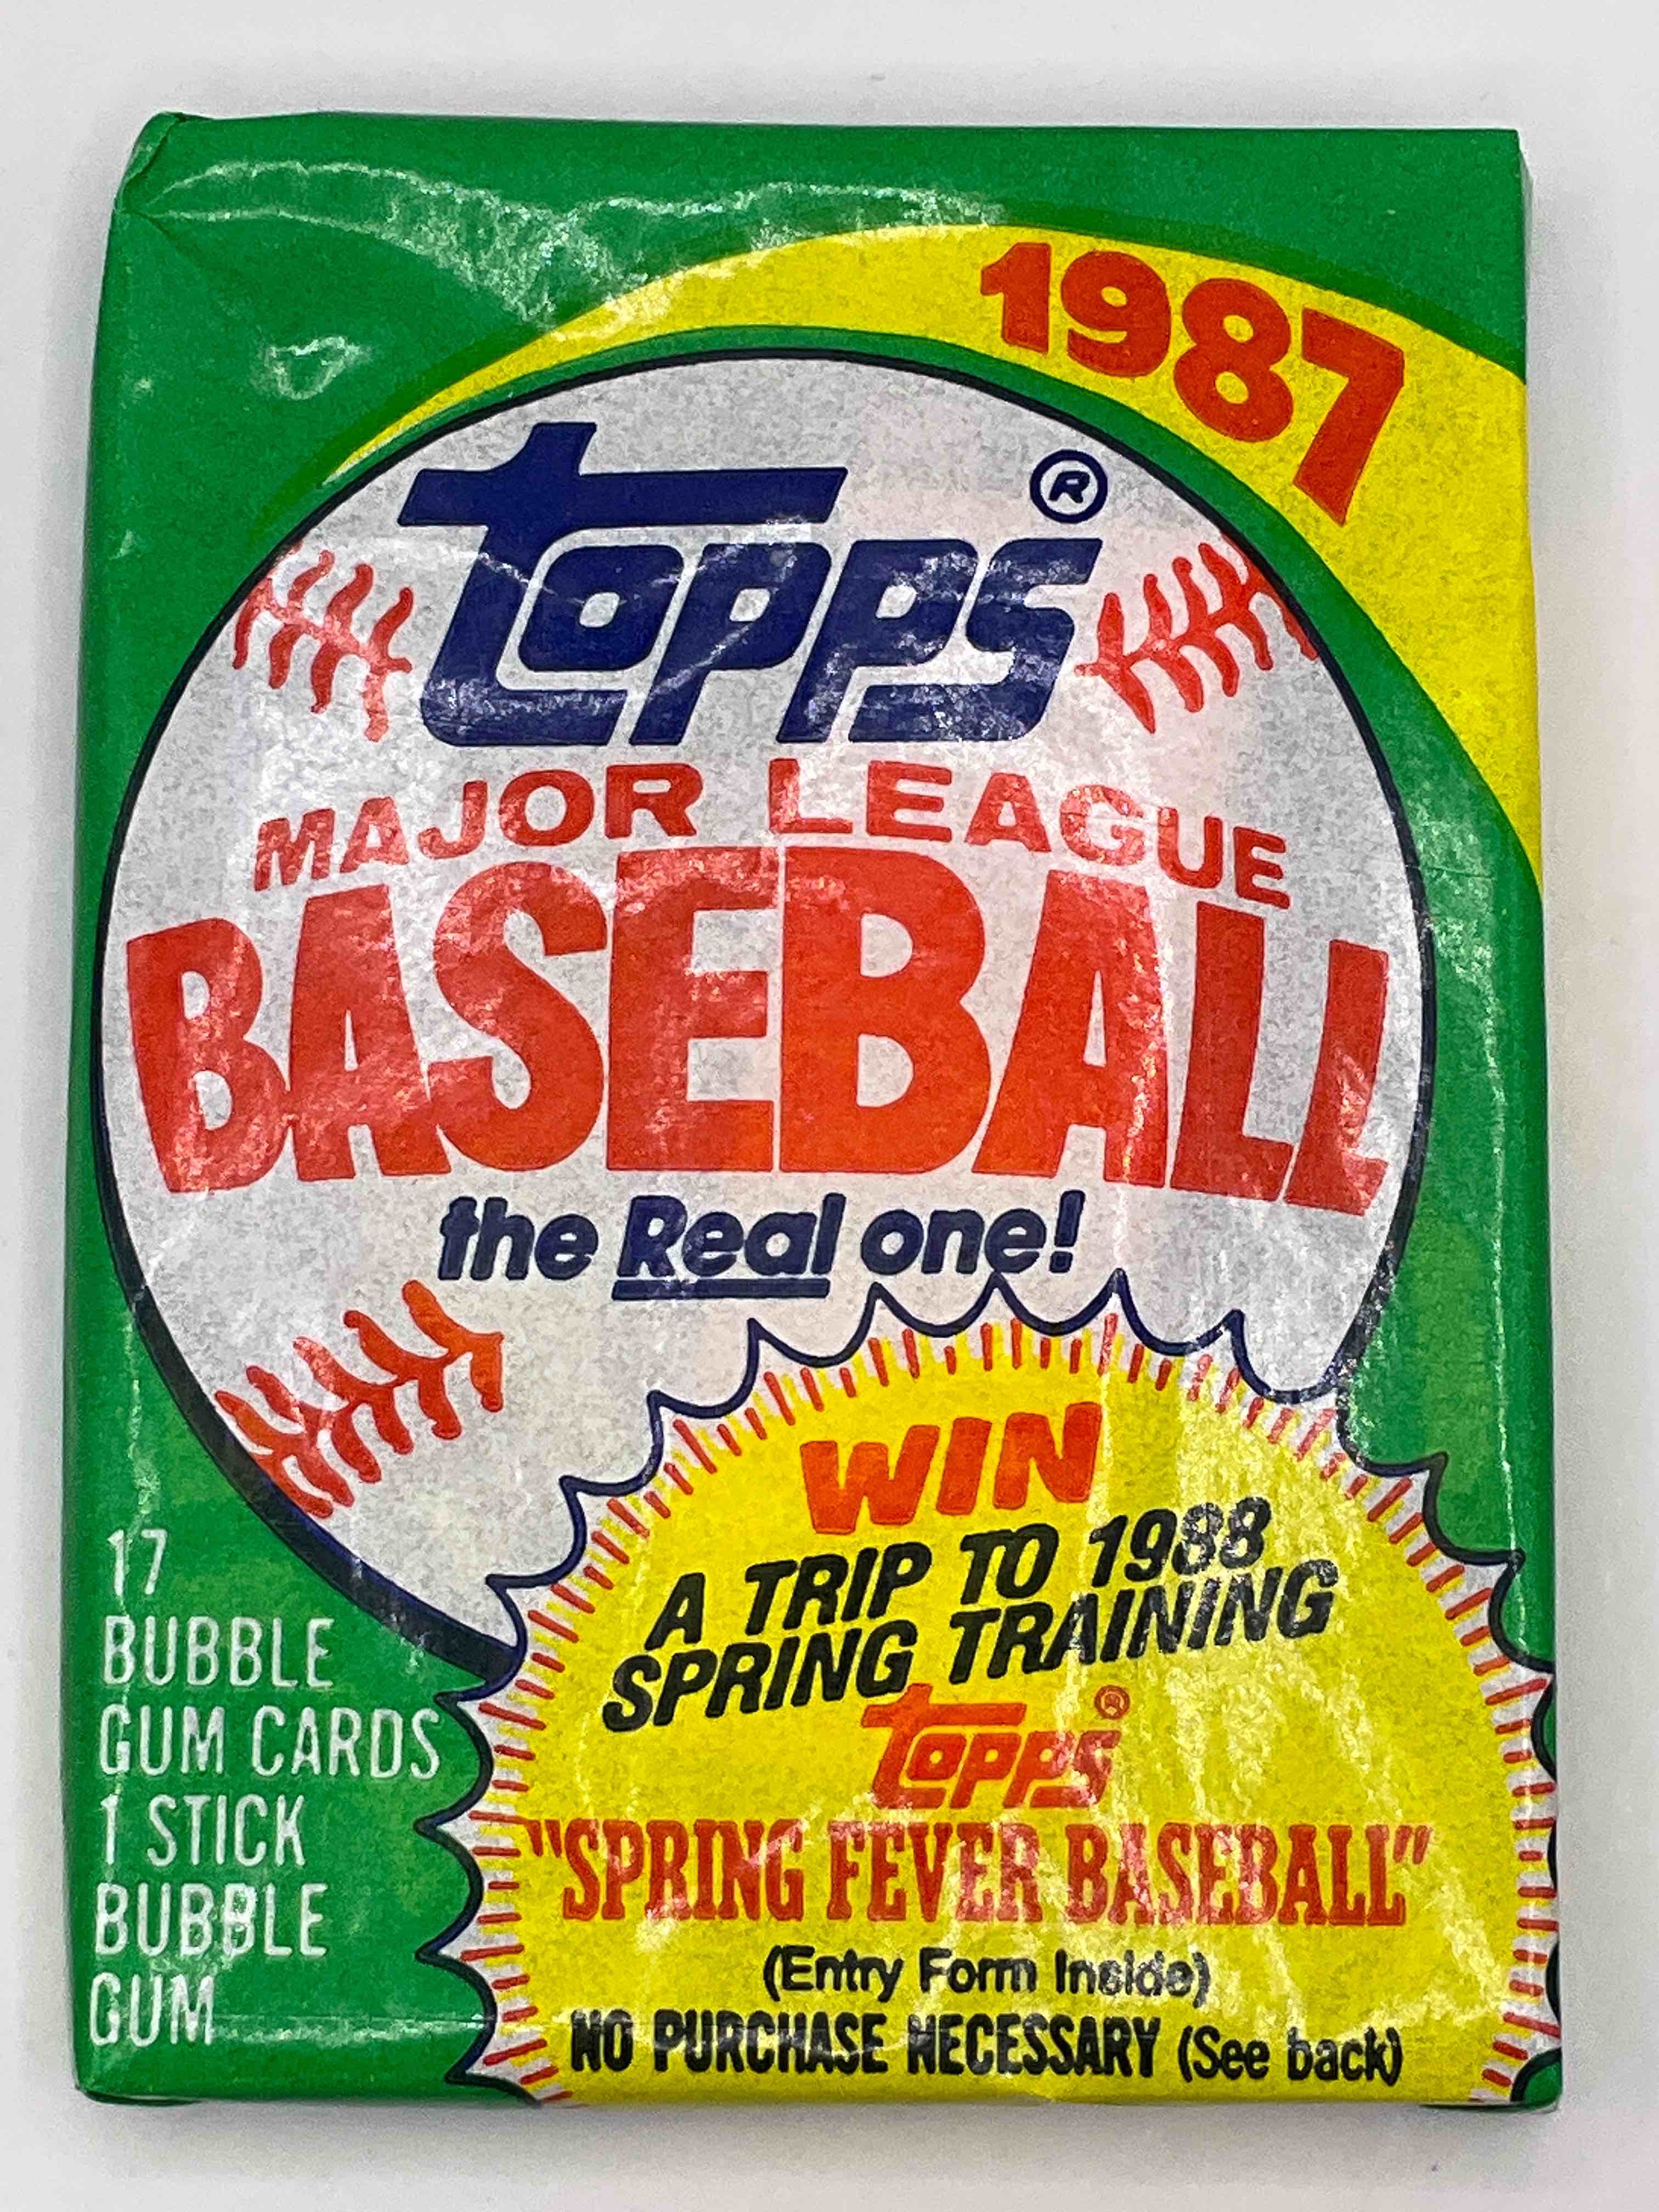 1987
topps®
MAJOR LEAGUE
BASEBALL
the Real one!
17
BUBBLE
GUM CARDS
1 STICK
BUBBLE
GUM
WIN
A TRIP TO 1988
SPRING TRAINING
topps®
"SPRING FEVER BASEBALL"
(Entry Form Inside)
NO PURCHASE NECESSARY (See back)